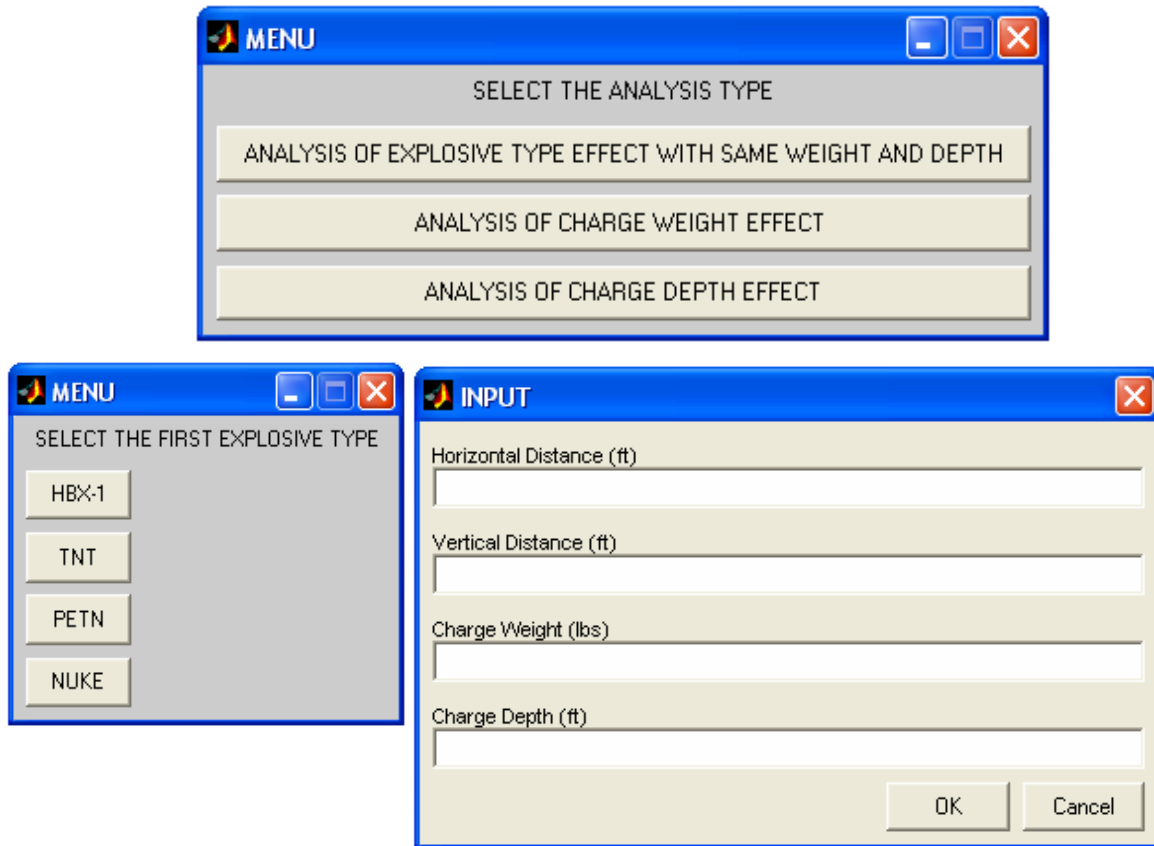 MENU
SELECT THE ANALYSIS TYPE
ANALYSIS OF EXPLOSIVE TYPE EFFECT WITH SAME WEIGHT AND DEPTH
ANALYSIS OF CHARGE WEIGHT EFFECT
ANALYSIS OF CHARGE DEPTH EFFECT
MENU
SELECT THE FIRST EXPLOSIVE TYPE
HBX-1
TNT
PETN
NUKE
INPUT
Horizontal Distance (ft)
Vertical Distance (ft)
Charge Weight (lbs)
Charge Depth (ft)
OK
Cancel